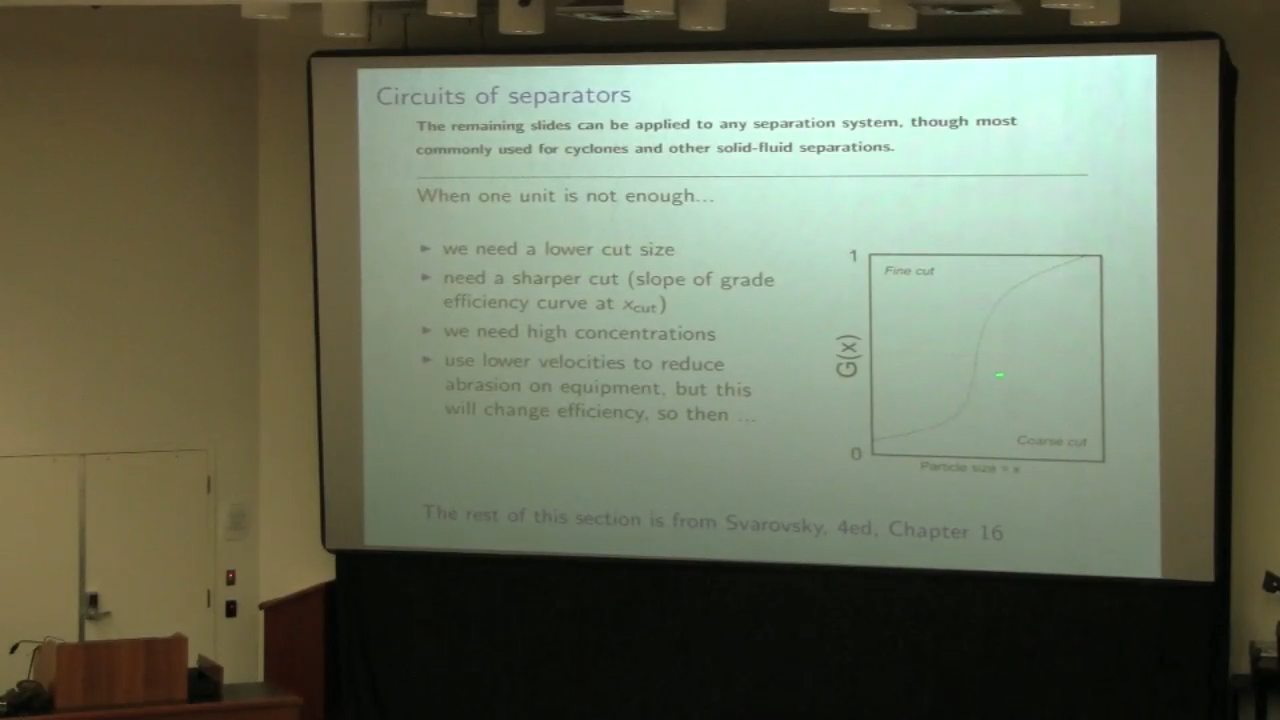 Circuits of separators
The remaining slides can be applied to any separation system, though most
commonly used for cyclones and other solid-fluid separations.
When one unit is not enough...
► we need a lower cut size
► need a sharper cut (slope of grade
efficiency curve at xcut)
► we need high concentrations
► use lower velocities to reduce
abrasion on equipment, but this
will change efficiency, so then ...
1
Fine cut
G(x)
Coarse cut
0
Particle size = x
The rest of this section is from Svarovsky, 4ed, Chapter 16